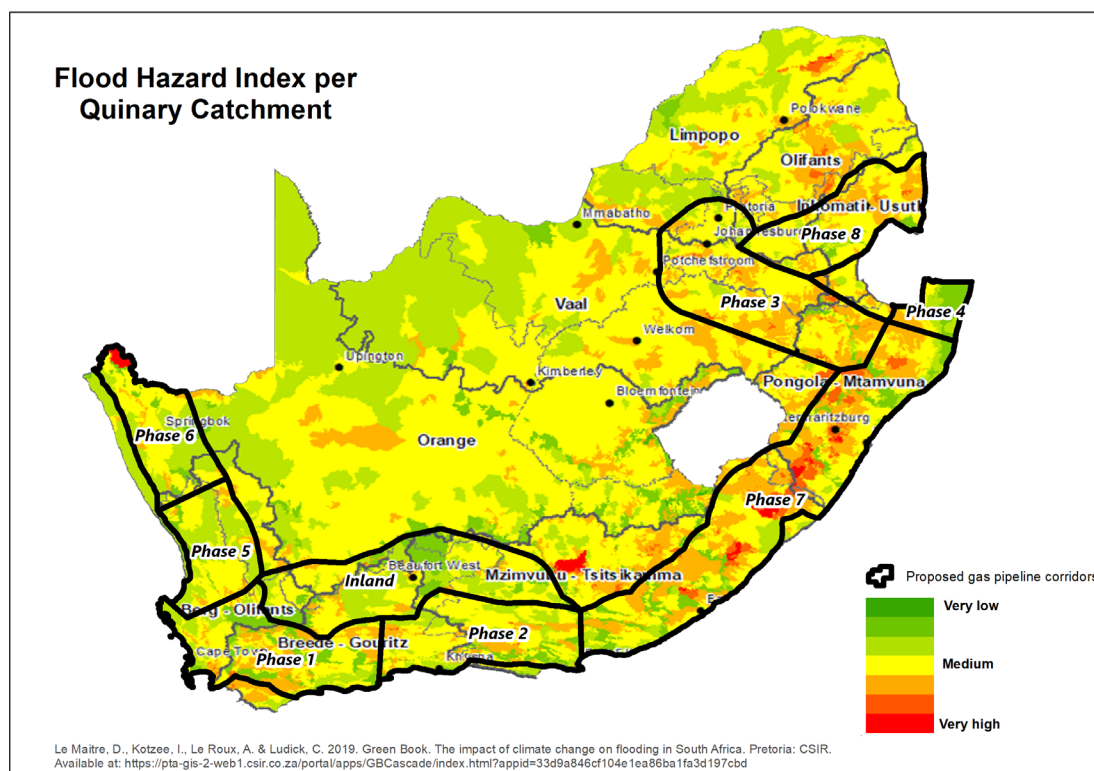 Flood Hazard Index per
Quinary Catchment
Polokwane
Limpopo
Olifants
Mmabatho
Pretoria
Inkomati - Usutl
Johannesburg
Phase 8
Potchefstroom
Vaal
Phase 3
Phase 4
Welkom
Upington
Kimberley
Pongola - Mtamvuna
Bloemfontein
termaritzburg
Springbok
Phase 6
Orange
Phase 7
Phase 5
Beaufort West
Inland
Mzimvubu - Tsitsikamma
Berg - Olifants
Phase 2
Breede - Gouritz
Cape Town
Phase 1
Knysna
Proposed gas pipeline corridors
Very low
Medium
Very high
Le Maitre, D., Kotzee, I., Le Roux, A. & Ludick, C. 2019. Green Book. The impact of climate change on flooding in South Africa. Pretoria: CSIR.
Available at: https://pta-gis-2-web1.csir.co.za/portal/apps/GBCascade/index.html?appid=33d9a846cf104e1ea86ba1fa3d197cbd